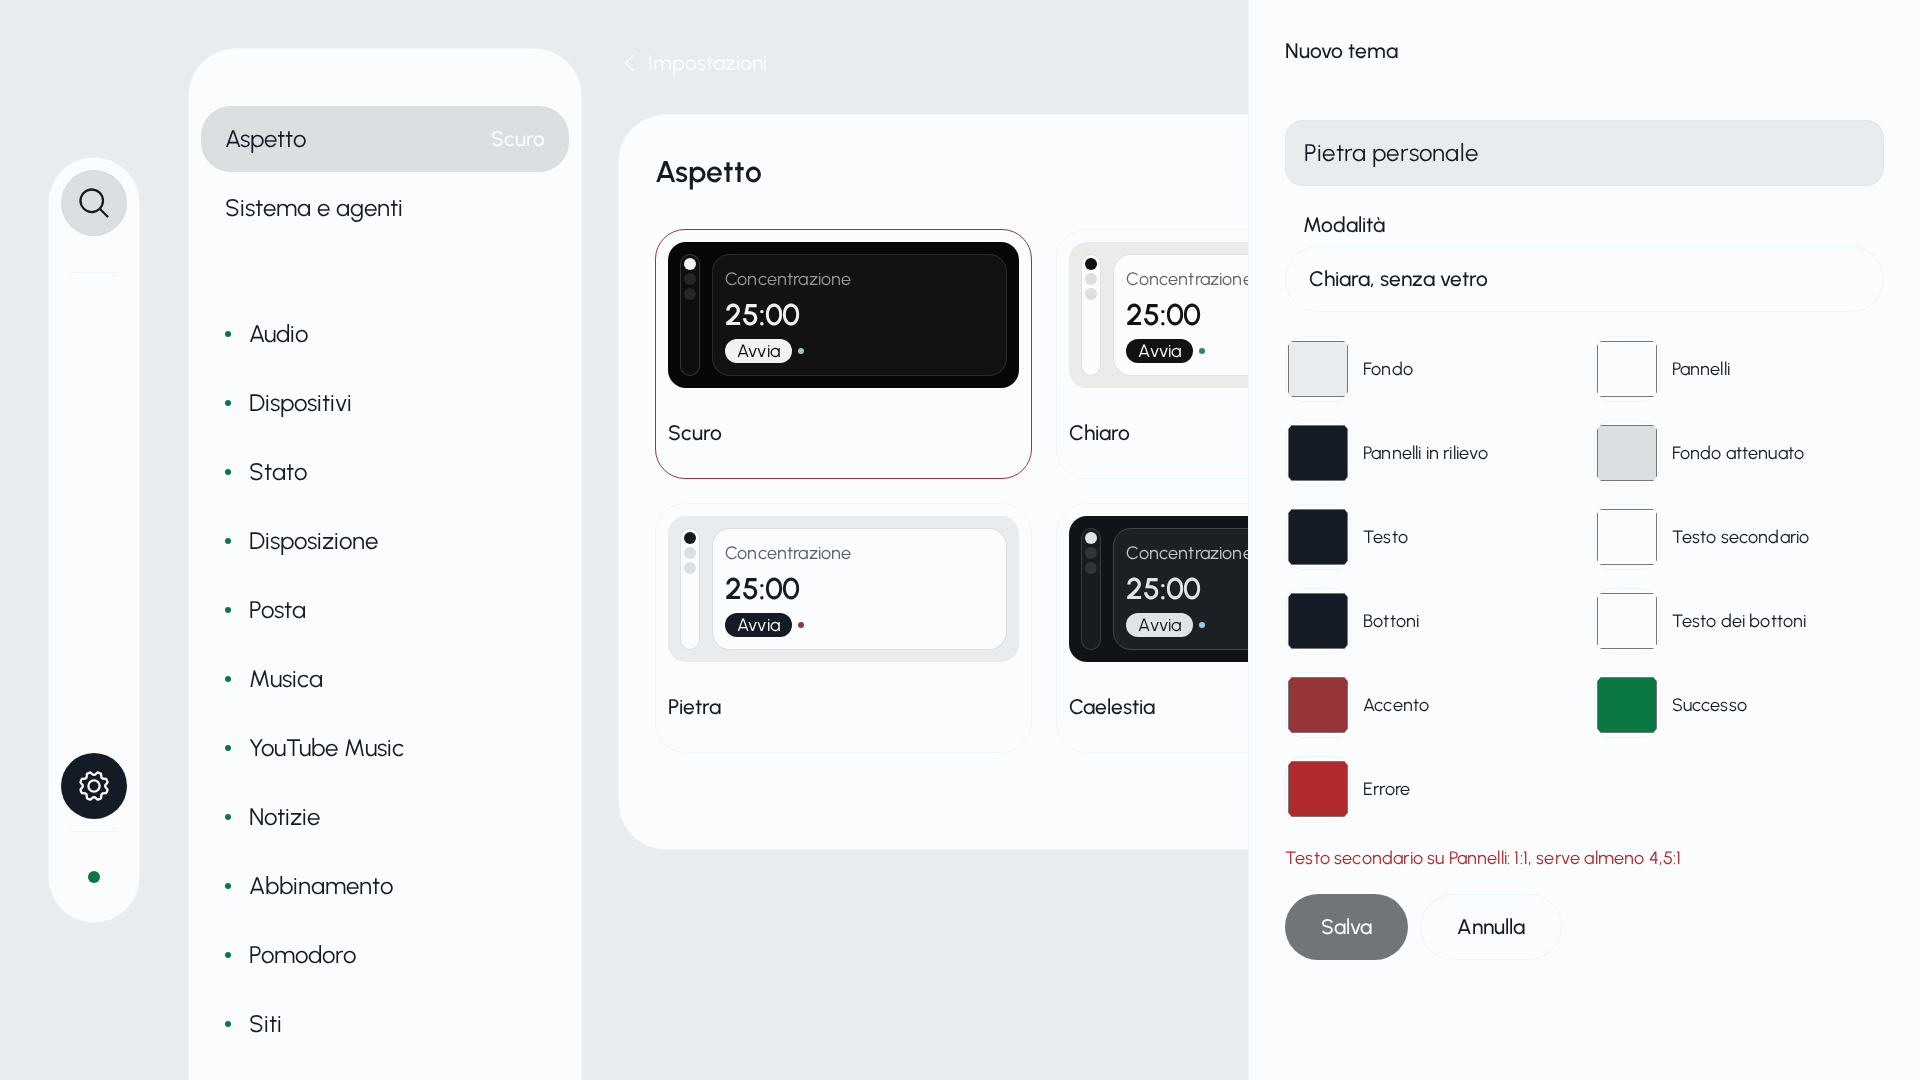 Aspetto
Scuro
Sistema e agenti
Audio
Dispositivi
Stato
Disposizione
Posta
Musica
YouTube Music
Notizie
Abbinamento
Pomodoro
Siti
Impostazioni
Aspetto
Concentrazione
25:00
Avvia
Scuro
Concentrazione
25:00
Avvia
Chiaro
Concentrazione
25:00
Avvia
Pietra
Concentrazione
25:00
Avvia
Caelestia
Nuovo tema
Pietra personale
Modalità
Chiara, senza vetro
Fondo
Pannelli
Pannelli in rilievo
Fondo attenuato
Testo
Testo secondario
Bottoni
Testo dei bottoni
Accento
Successo
Errore
Testo secondario su Pannelli: 1:1, serve almeno 4,5:1
Salva
Annulla